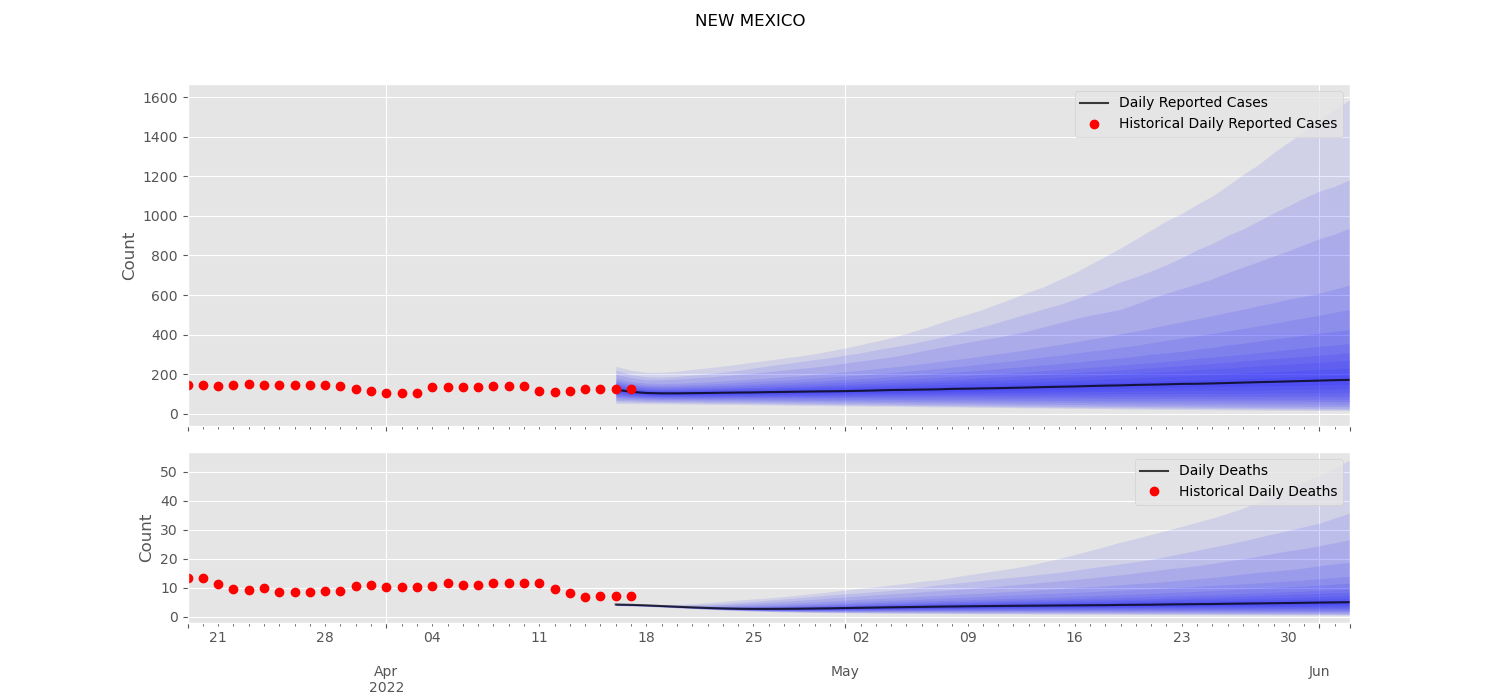 NEW MEXICO
1600
1400
1200
1000
800
600
400
200
0
Count
Daily Reported Cases
Historical Daily Reported Cases
50
40
30
20
10
0
Count
Daily Deaths
Historical Daily Deaths
21 28 04 11 18 25 02 09 16 23 30
Apr May Jun
2022